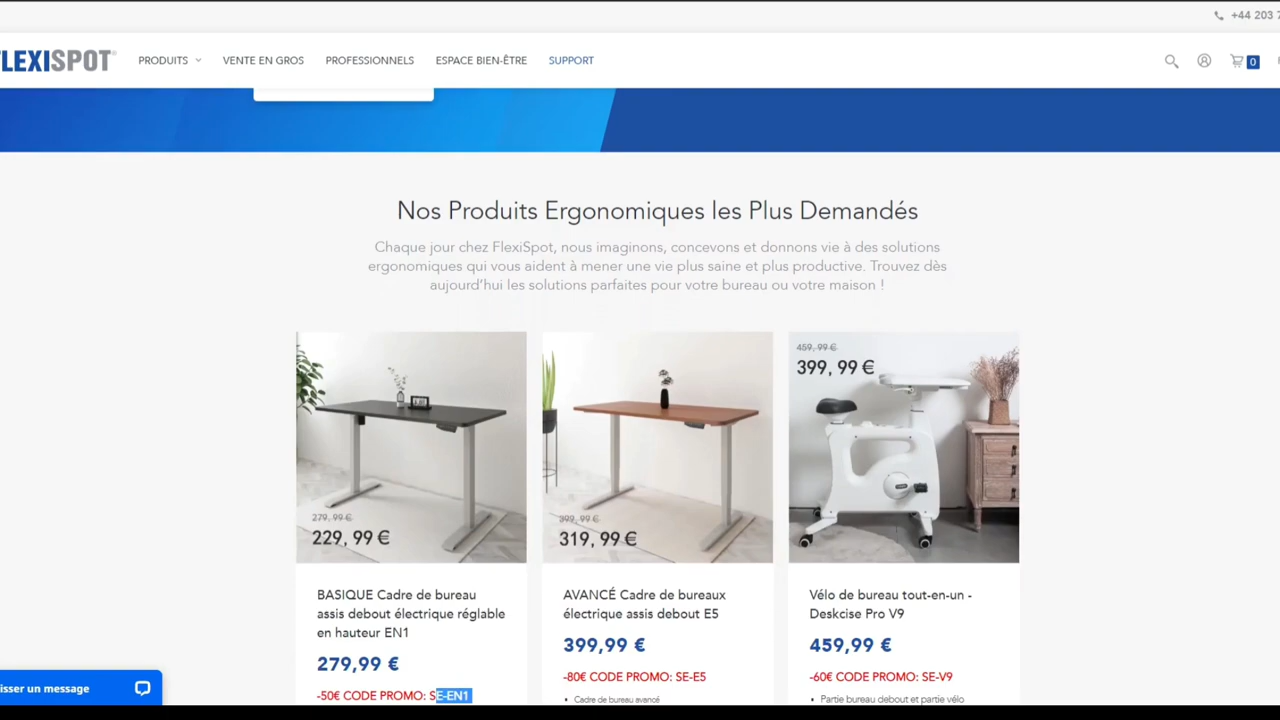 +44 203 7
LEXISPOT®
PRODUITS
VENTE EN GROS
PROFESSIONNELS
ESPACE BIEN-ÊTRE
SUPPORT
0
Nos Produits Ergonomiques les Plus Demandés
Chaque jour chez FlexiSpot, nous imaginons, concevons et donnons vie à des solutions
ergonomiques qui vous aident à mener une vie plus saine et plus productive. Trouvez dès
aujourd'hui les solutions parfaites pour votre bureau ou votre maison !
279, 99 €
229, 99 €
BASIQUE Cadre de bureau
assis debout électrique réglable
en hauteur EN1
279,99 €
-50€ CODE PROMO: SE-EN1
399, 99 €
319, 99 €
AVANCÉ Cadre de bureaux
électrique assis debout E5
399,99 €
-80€ CODE PROMO: SE-E5
• Cadre de bureau avancé
459, 99 €
399, 99 €
Vélo de bureau tout-en-un -
Deskcise Pro V9
459,99 €
-60€ CODE PROMO: SE-V9
• Partie bureau debout et partie vélo
isser un message